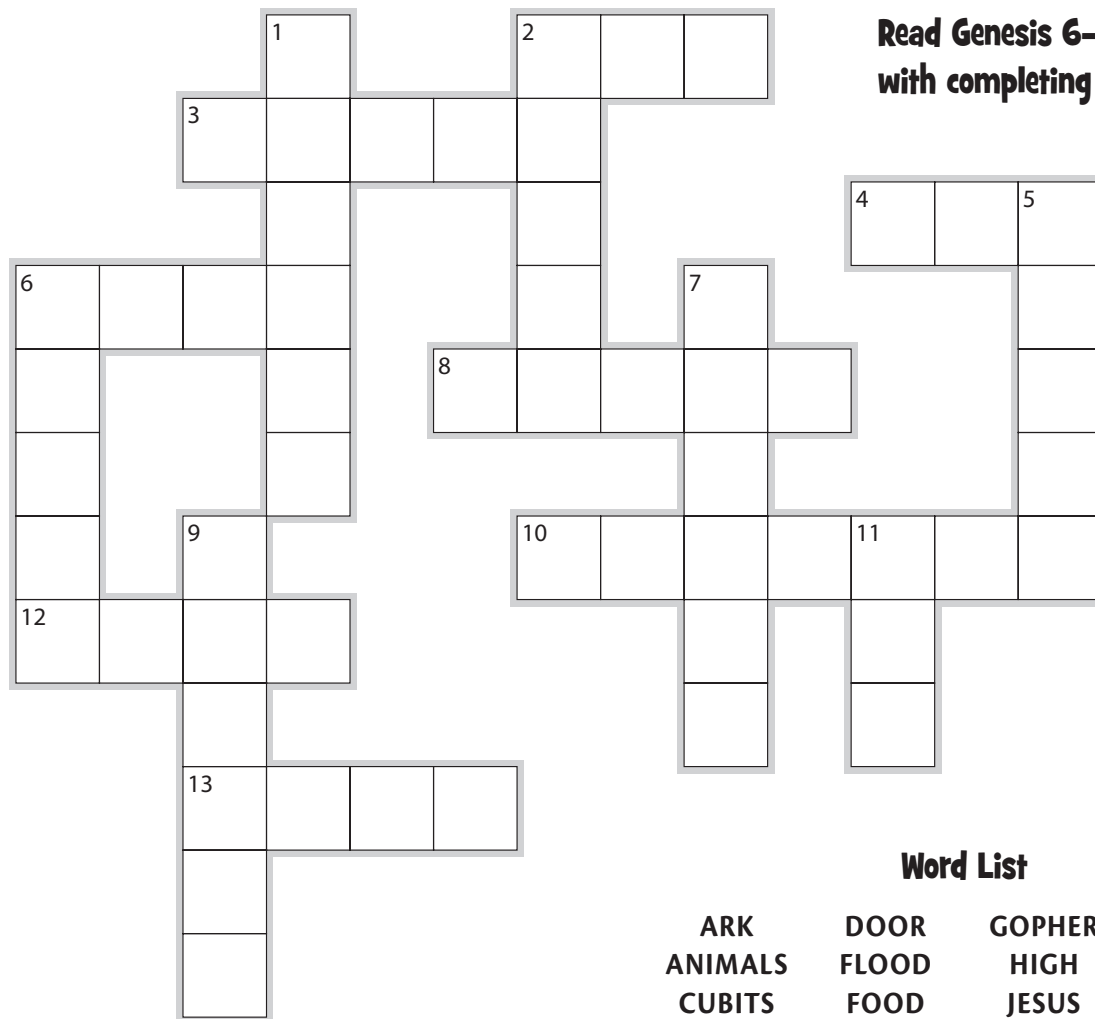 Read Genesis 6–
with completing
1
2
3
4
5
6
7
8
9
10
11
12
13
Word List
ARK DOOR GOPHER
ANIMALS FLOOD HIGH
CUBITS FOOD JESUS